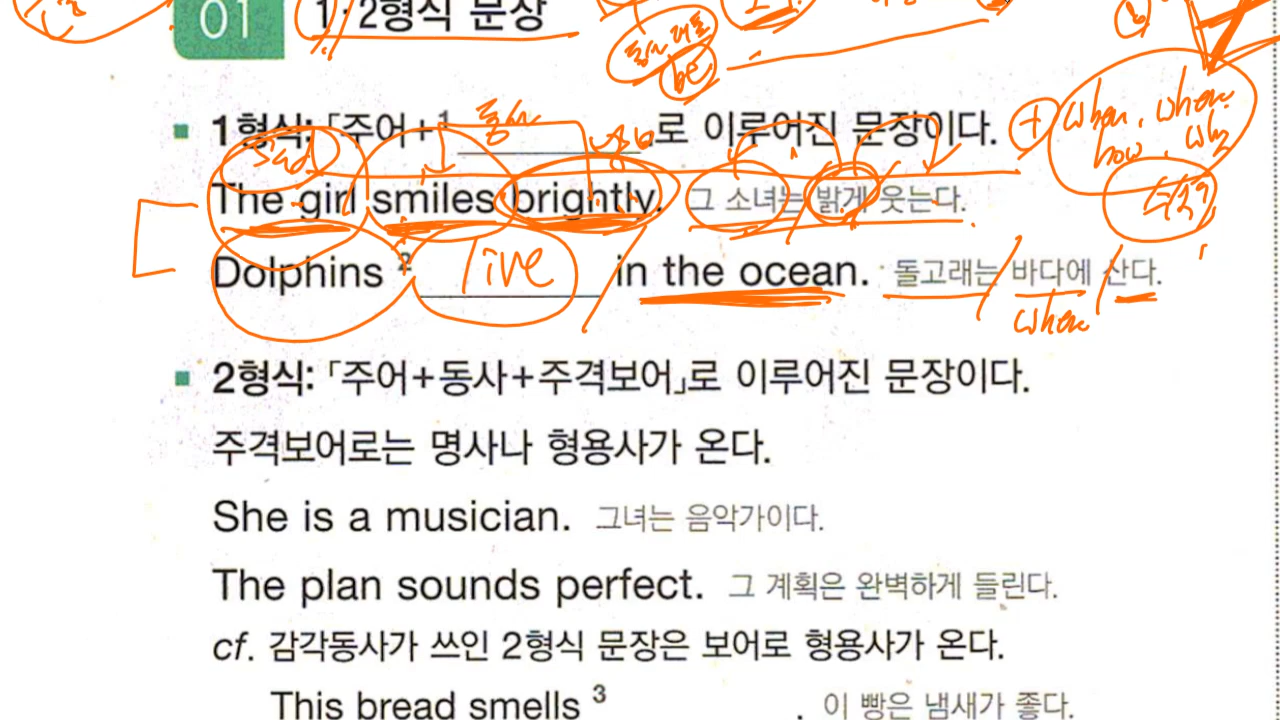 01 1·2형식 문장
동사대표
be
1형식: 「주어+¹ 동사 로 이루어진 문장이다. + when, where
how, why
sad
The girl smiles brightly. 그 소녀는 밝게 웃는다.
Dolphins ² live in the ocean. 돌고래는 바다에 산다.
2형식: 「주어+동사+주격보어」로 이루어진 문장이다.
주격보어로는 명사나 형용사가 온다.
She is a musician. 그녀는 음악가이다.
The plan sounds perfect. 그 계획은 완벽하게 들린다.
cf. 감각동사가 쓰인 2형식 문장은 보어로 형용사가 온다.
This bread smells ³ . 이 빵은 냄새가 좋다.